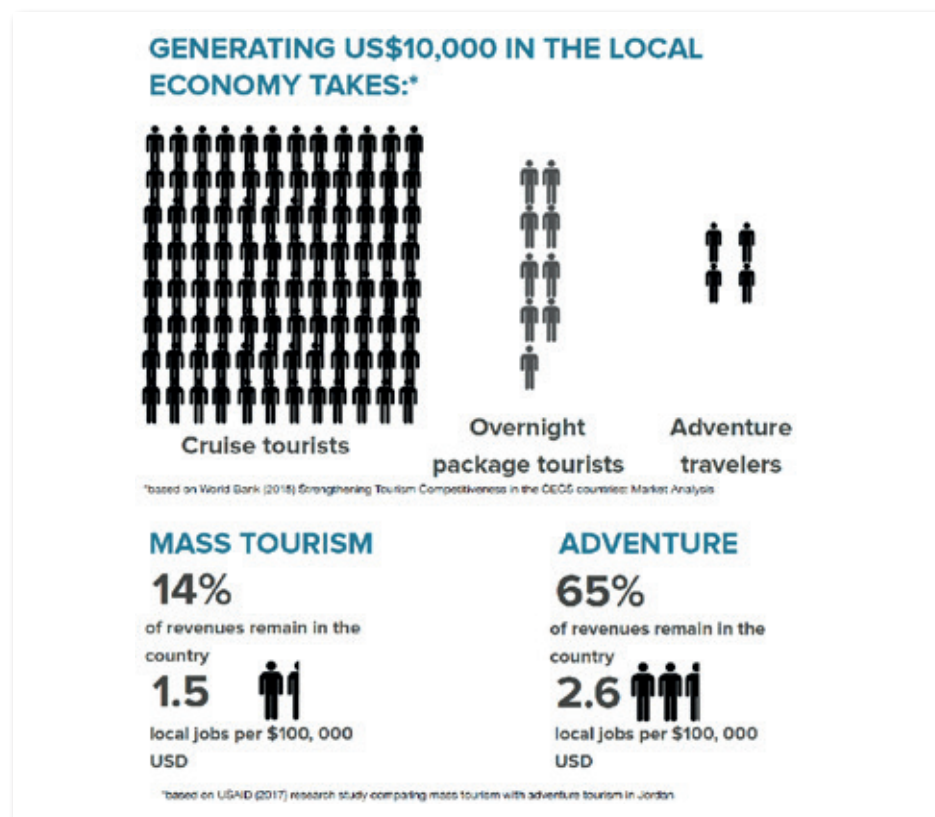 GENERATING US$10,000 IN THE LOCAL
ECONOMY TAKES:*
Cruise tourists
Overnight
package tourists
Adventure
travelers
*based on World Bank (2018) Strengthening Tourism Competitiveness in the OECS countries: Market Analysis
MASS TOURISM
14%
of revenues remain in the
country
1.5
local jobs per $100, 000
USD
ADVENTURE
65%
of revenues remain in the
country
2.6
local jobs per $100, 000
USD
*based on USAID (2017) research study comparing mass tourism with adventure tourism in Jordan